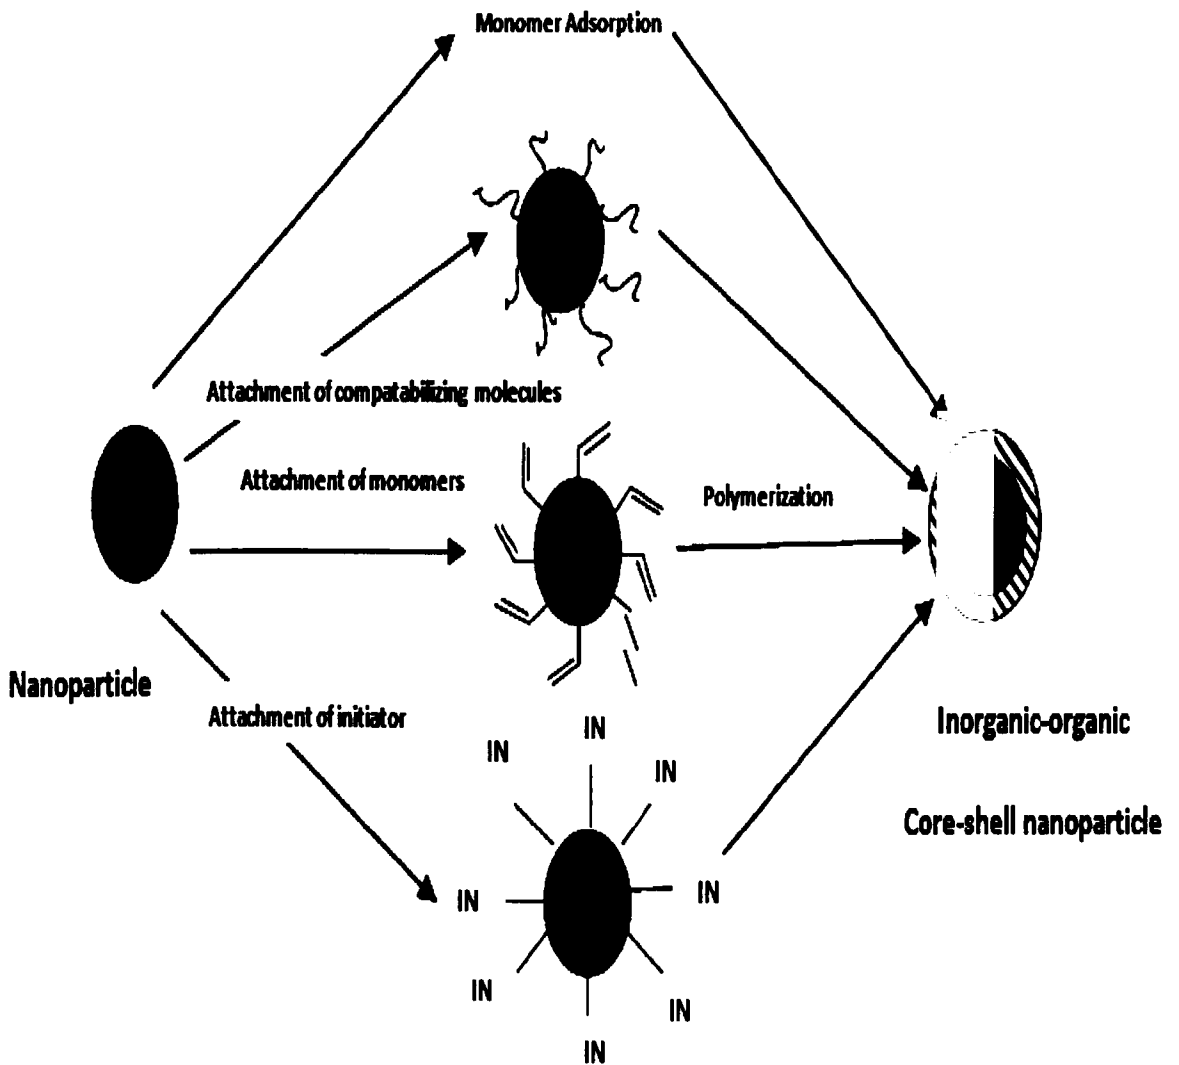 Monomer Adsorption
Attachment of compatabilizing molecules
Attachment of monomers
Polymerization
Nanoparticle
Attachment of initiator
Inorganic-organic
Core-shell nanoparticle
IN
IN
IN
IN
IN
IN
IN
IN